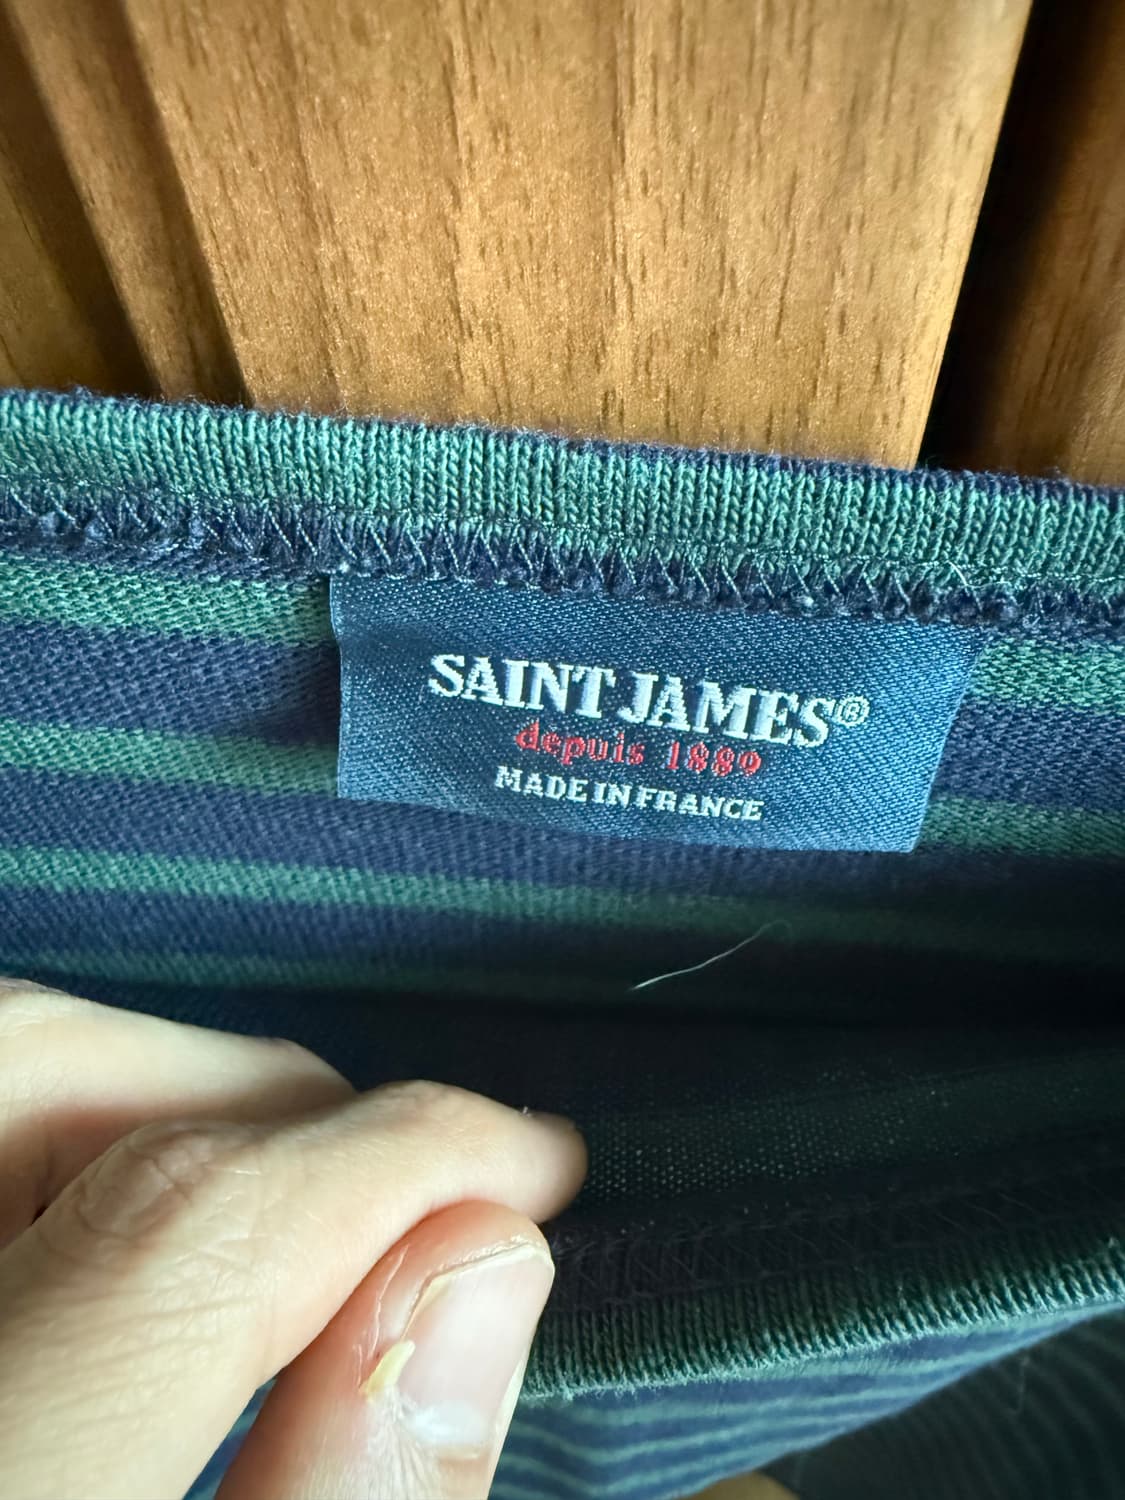 SAINT JAMES®
depuis 1889
MADE IN FRANCE